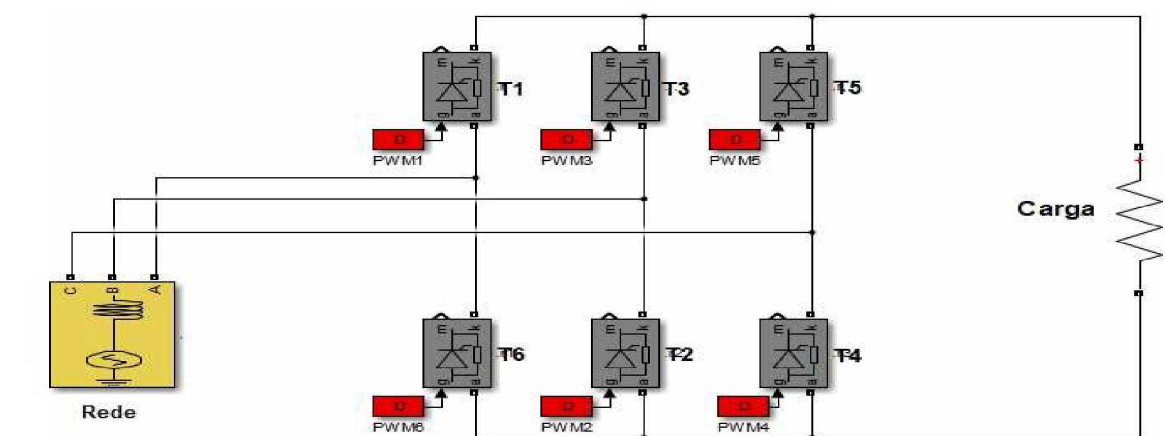 m k
m k
m k
T1
T3
T5
g a
g a
g a
PWM1
PWM3
PWM5
Carga
+
C B A
m k
m k
m k
T6
T2
T4
g a
g a
g a
Rede
PWM6
PWM2
PWM4